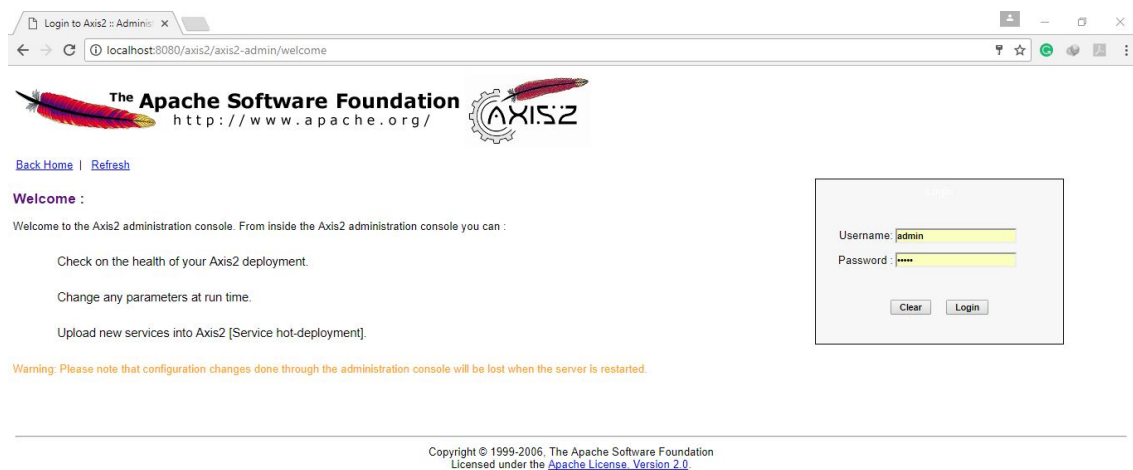 Login to Axis2 :: Adminis
localhost:8080/axis2/axis2-admin/welcome
The Apache Software Foundation
http://www.apache.org/
AXIS2
Back Home | Refresh
Login
Welcome :
Welcome to the Axis2 administration console. From inside the Axis2 administration console you can :
Username: admin
Password : •••••
Check on the health of your Axis2 deployment.
Change any parameters at run time.
Clear Login
Upload new services into Axis2 [Service hot-deployment].
Warning: Please note that configuration changes done through the administration console will be lost when the server is restarted.
Copyright © 1999-2006, The Apache Software Foundation
Licensed under the Apache License, Version 2.0.